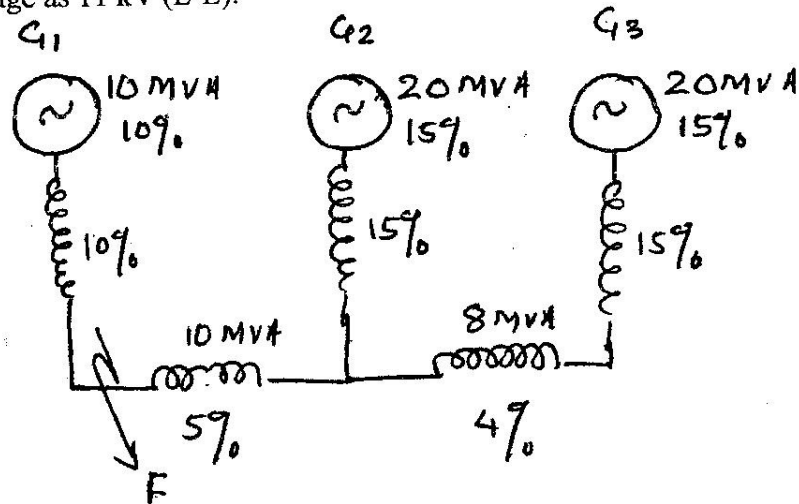 as 11 kV (L-L).
G1 G2 G3
10 MVA 20 MVA 20 MVA
10% 15% 15%
10% 15% 15%
10 MVA 8 MVA
5% 4%
F